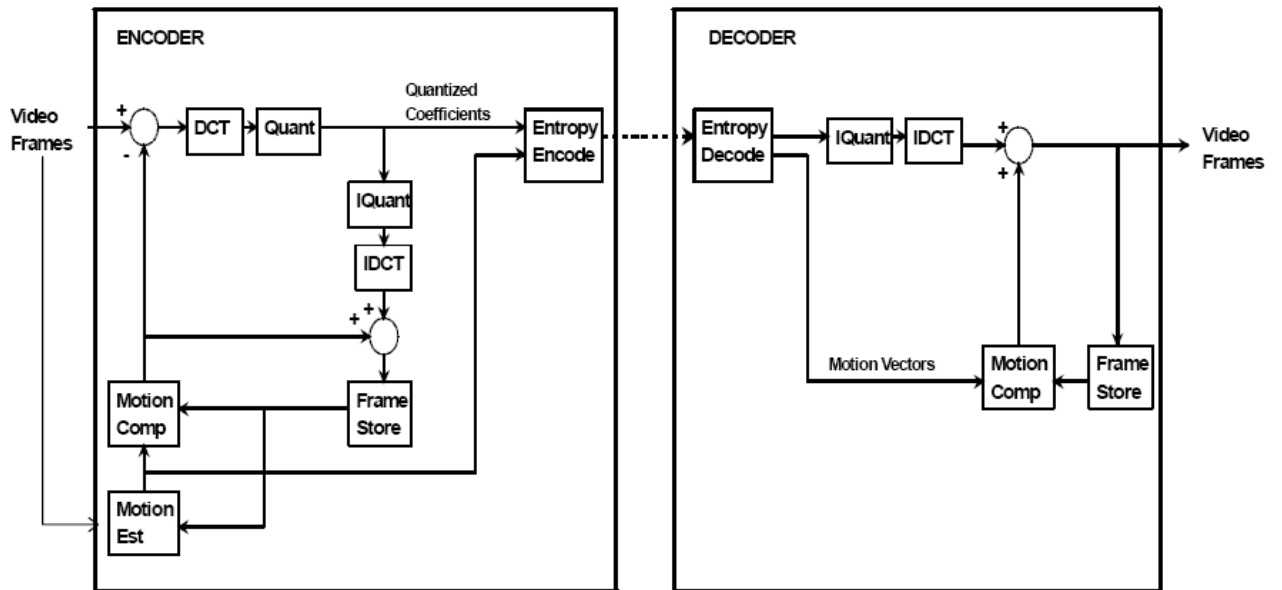 ENCODER
Video
Frames
+
-
DCT
Quant
Quantized
Coefficients
Entropy
Encode
IQuant
IDCT
+
+
Motion
Comp
Frame
Store
Motion
Est
DECODER
Entropy
Decode
IQuant
IDCT
+
+
Video
Frames
Motion Vectors
Motion
Comp
Frame
Store